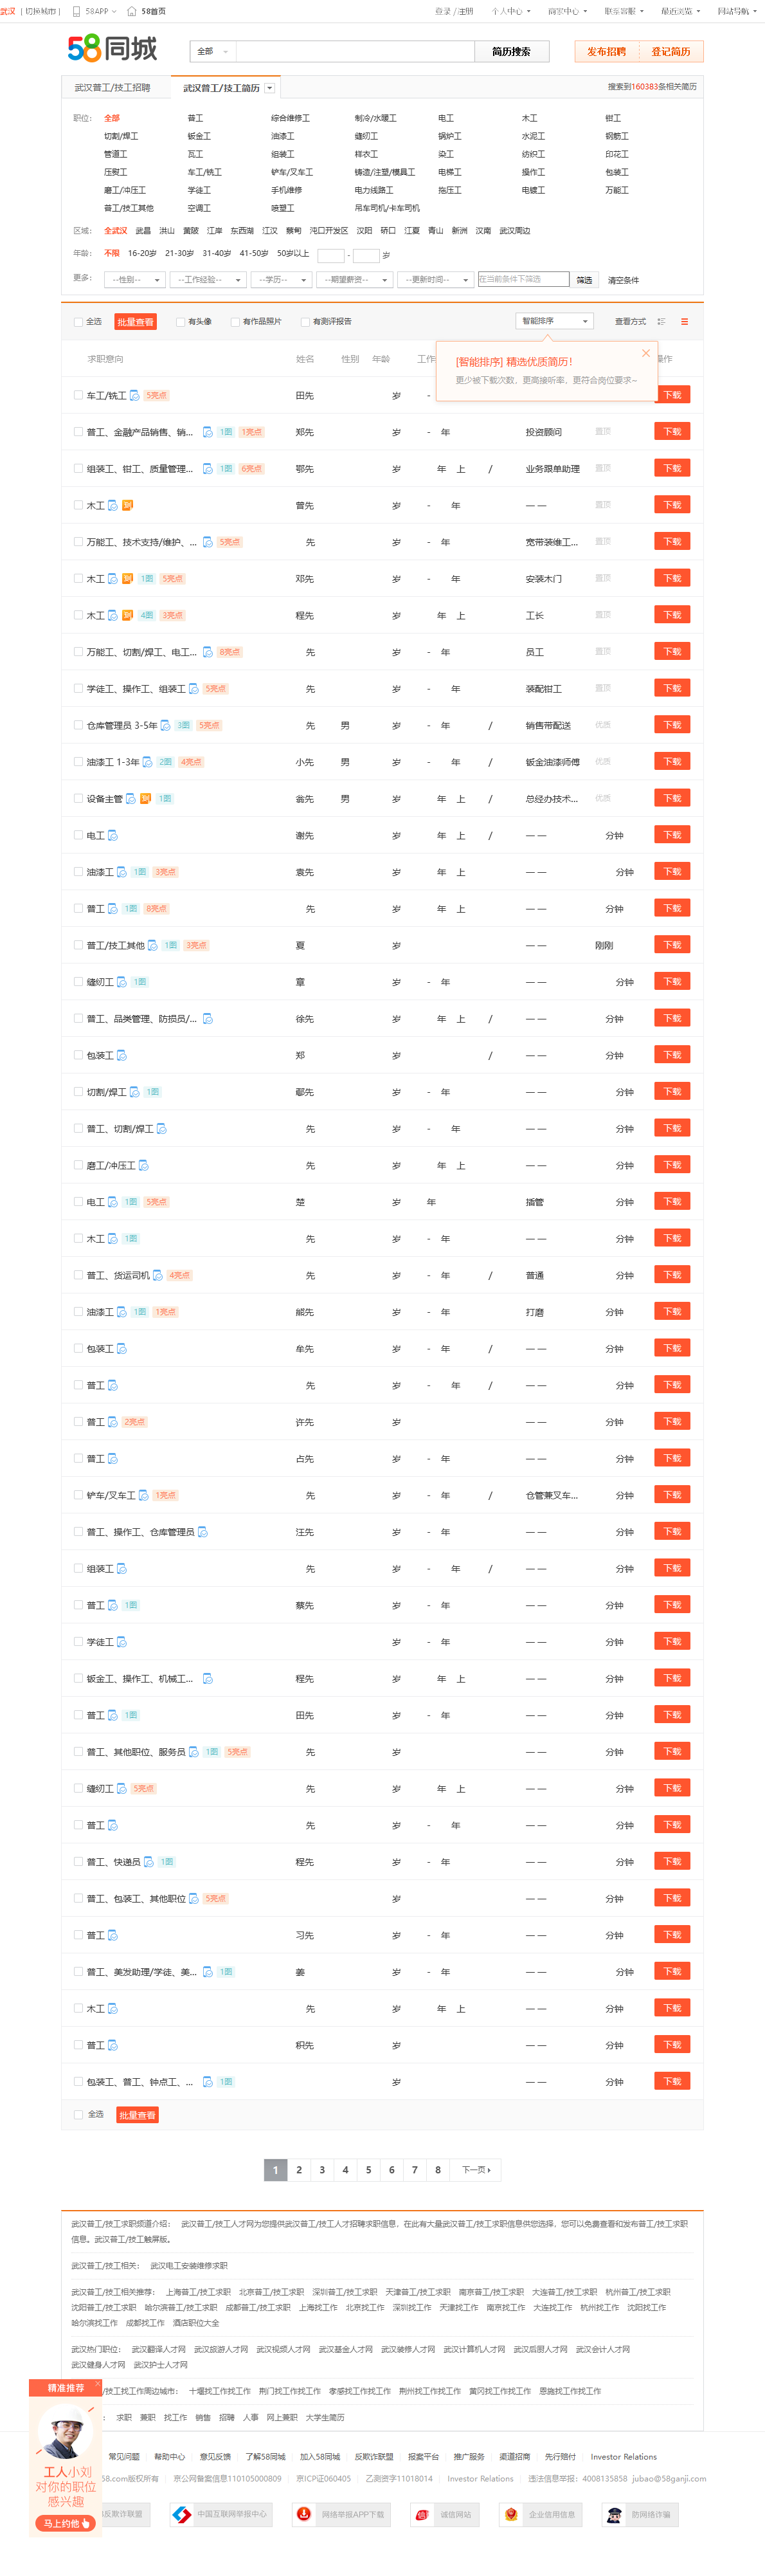 武汉 [ 切换城市 ] 58APP 58首页 登录 / 注册 个人中心 商家中心 联系客服 最近浏览 网站导航
58同城 全部 简历搜索 发布招聘 登记简历
武汉普工/技工招聘 武汉普工/技工简历 搜索到160383条相关简历
职位： 全部 普工 综合维修工 制冷/水暖工 电工 木工 钳工
切割/焊工 钣金工 油漆工 缝纫工 锅炉工 水泥工 钢筋工
管道工 瓦工 组装工 样衣工 染工 纺织工 印花工
压熨工 车工/铣工 铲车/叉车工 铸造/注塑/模具工 电梯工 操作工 包装工
磨工/冲压工 学徒工 手机维修 电力线路工 拖压工 电镀工 万能工
普工/技工其他 空调工 喷塑工 吊车司机/卡车司机
区域： 全武汉 武昌 洪山 黄陂 江岸 东西湖 江汉 蔡甸 沌口开发区 汉阳 硚口 江夏 青山 新洲 汉南 武汉周边
年龄： 不限 16-20岁 21-30岁 31-40岁 41-50岁 50岁以上 - 岁
更多： --性别-- --工作经验-- --学历-- --期望薪资-- --更新时间-- 在当前条件下筛选 筛选 清空条件
全选 批量查看 有头像 有作品照片 有测评报告 智能排序 查看方式
求职意向 姓名 性别 年龄 工作 作
[智能排序] 精选优质简历！
更少被下载次数，更高接听率，更符合岗位要求~
车工/铣工 5亮点 田先 岁 - 下载
普工、金融产品销售、销... 1图 1亮点 郑先 岁 - 年 投资顾问 置顶 下载
组装工、钳工、质量管理... 1图 6亮点 鄂先 岁 年 上 / 业务跟单助理 置顶 下载
木工 曾先 岁 - 年 — — 置顶 下载
万能工、技术支持/维护、... 5亮点 先 岁 - 年 宽带装维工... 置顶 下载
木工 1图 5亮点 邓先 岁 - 年 安装木门 置顶 下载
木工 4图 3亮点 程先 岁 年 上 工长 置顶 下载
万能工、切割/焊工、电工... 8亮点 先 岁 - 年 员工 置顶 下载
学徒工、操作工、组装工 5亮点 先 岁 - 年 装配钳工 置顶 下载
仓库管理员 3-5年 3图 5亮点 先 男 岁 - 年 / 销售带配送 优质 下载
油漆工 1-3年 2图 4亮点 小先 男 岁 - 年 / 钣金油漆师傅 优质 下载
设备主管 1图 翁先 男 岁 年 上 / 总经办技术... 优质 下载
电工 谢先 岁 年 上 / — — 分钟 下载
油漆工 1图 3亮点 袁先 岁 年 上 — — 分钟 下载
普工 1图 8亮点 先 岁 年 上 — — 分钟 下载
普工/技工其他 1图 3亮点 夏 岁 — — 刚刚 下载
缝纫工 1图 章 岁 - 年 — — 分钟 下载
普工、品类管理、防损员/... 徐先 岁 年 上 / — — 分钟 下载
包装工 郑 岁 / — — 分钟 下载
切割/焊工 1图 鄢先 岁 - 年 — — 分钟 下载
普工、切割/焊工 先 岁 - 年 — — 分钟 下载
磨工/冲压工 先 岁 年 上 — — 分钟 下载
电工 1图 5亮点 楚 岁 年 插管 分钟 下载
木工 1图 先 岁 - 年 — — 分钟 下载
普工、货运司机 4亮点 先 岁 - 年 / 普通 分钟 下载
油漆工 1图 1亮点 熊先 岁 - 年 打磨 分钟 下载
包装工 牟先 岁 - 年 / — — 分钟 下载
普工 先 岁 - 年 / — — 分钟 下载
普工 2亮点 许先 岁 — — 分钟 下载
普工 占先 岁 - 年 — — 分钟 下载
铲车/叉车工 1亮点 先 岁 - 年 / 仓管兼叉车... 分钟 下载
普工、操作工、仓库管理员 汪先 岁 - 年 — — 分钟 下载
组装工 先 岁 - 年 / — — 分钟 下载
普工 1图 蔡先 岁 - 年 — — 分钟 下载
学徒工 岁 - 年 — — 分钟 下载
钣金工、操作工、机械工... 程先 岁 年 上 — — 分钟 下载
普工 1图 田先 岁 - 年 — — 分钟 下载
普工、其他职位、服务员 1图 5亮点 先 岁 — — 分钟 下载
缝纫工 5亮点 先 岁 年 上 — — 分钟 下载
普工 先 岁 - 年 — — 分钟 下载
普工、快递员 1图 程先 岁 - 年 — — 分钟 下载
普工、包装工、其他职位 5亮点 岁 — — 分钟 下载
普工 习先 岁 - 年 — — 分钟 下载
普工、美发助理/学徒、美... 1图 姜 岁 - 年 — — 分钟 下载
木工 先 岁 年 上 — — 分钟 下载
普工 积先 岁 — — 分钟 下载
包装工、普工、钟点工、... 1图 岁 — — 分钟 下载
全选 批量查看
1 2 3 4 5 6 7 8 下一页
武汉普工/技工求职频道介绍： 武汉普工/技工人才网为您提供武汉普工/技工人才招聘求职信息，在此有大量武汉普工/技工求职信息供您选择，您可以免费查看和发布普工/技工求职
信息。武汉普工/技工触屏版。
武汉普工/技工相关： 武汉电工安装维修求职
武汉普工/技工相关推荐： 上海普工/技工求职 北京普工/技工求职 深圳普工/技工求职 天津普工/技工求职 南京普工/技工求职 大连普工/技工求职 杭州普工/技工求职
沈阳普工/技工求职 哈尔滨普工/技工求职 成都普工/技工求职 上海找工作 北京找工作 深圳找工作 天津找工作 南京找工作 大连找工作 杭州找工作 沈阳找工作
哈尔滨找工作 成都找工作 酒店职位大全
武汉热门职位： 武汉翻译人才网 武汉旅游人才网 武汉视频人才网 武汉基金人才网 武汉装修人才网 武汉计算机人才网 武汉后厨人才网 武汉会计人才网
武汉健身人才网 武汉护士人才网
/技工找工作周边城市： 十堰找工作找工作 荆门找工作找工作 孝感找工作找工作 荆州找工作找工作 黄冈找工作找工作 恩施找工作找工作
： 求职 兼职 找工作 销售 招聘 人事 网上兼职 大学生简历
精准推荐
工人小刘
对你的职位
感兴趣
马上约他
常见问题 帮助中心 意见反馈 了解58同城 加入58同城 反欺诈联盟 报案平台 推广服务 渠道招商 先行赔付 Investor Relations
58.com版权所有 京公网备案信息110105000809 京ICP证060405 乙测资字11018014 Investor Relations 违法信息举报：4008135858 jubao@58ganji.com
反欺诈联盟 中国互联网举报中心 网络举报APP下载 诚信网站 企业信用信息 防网络诈骗